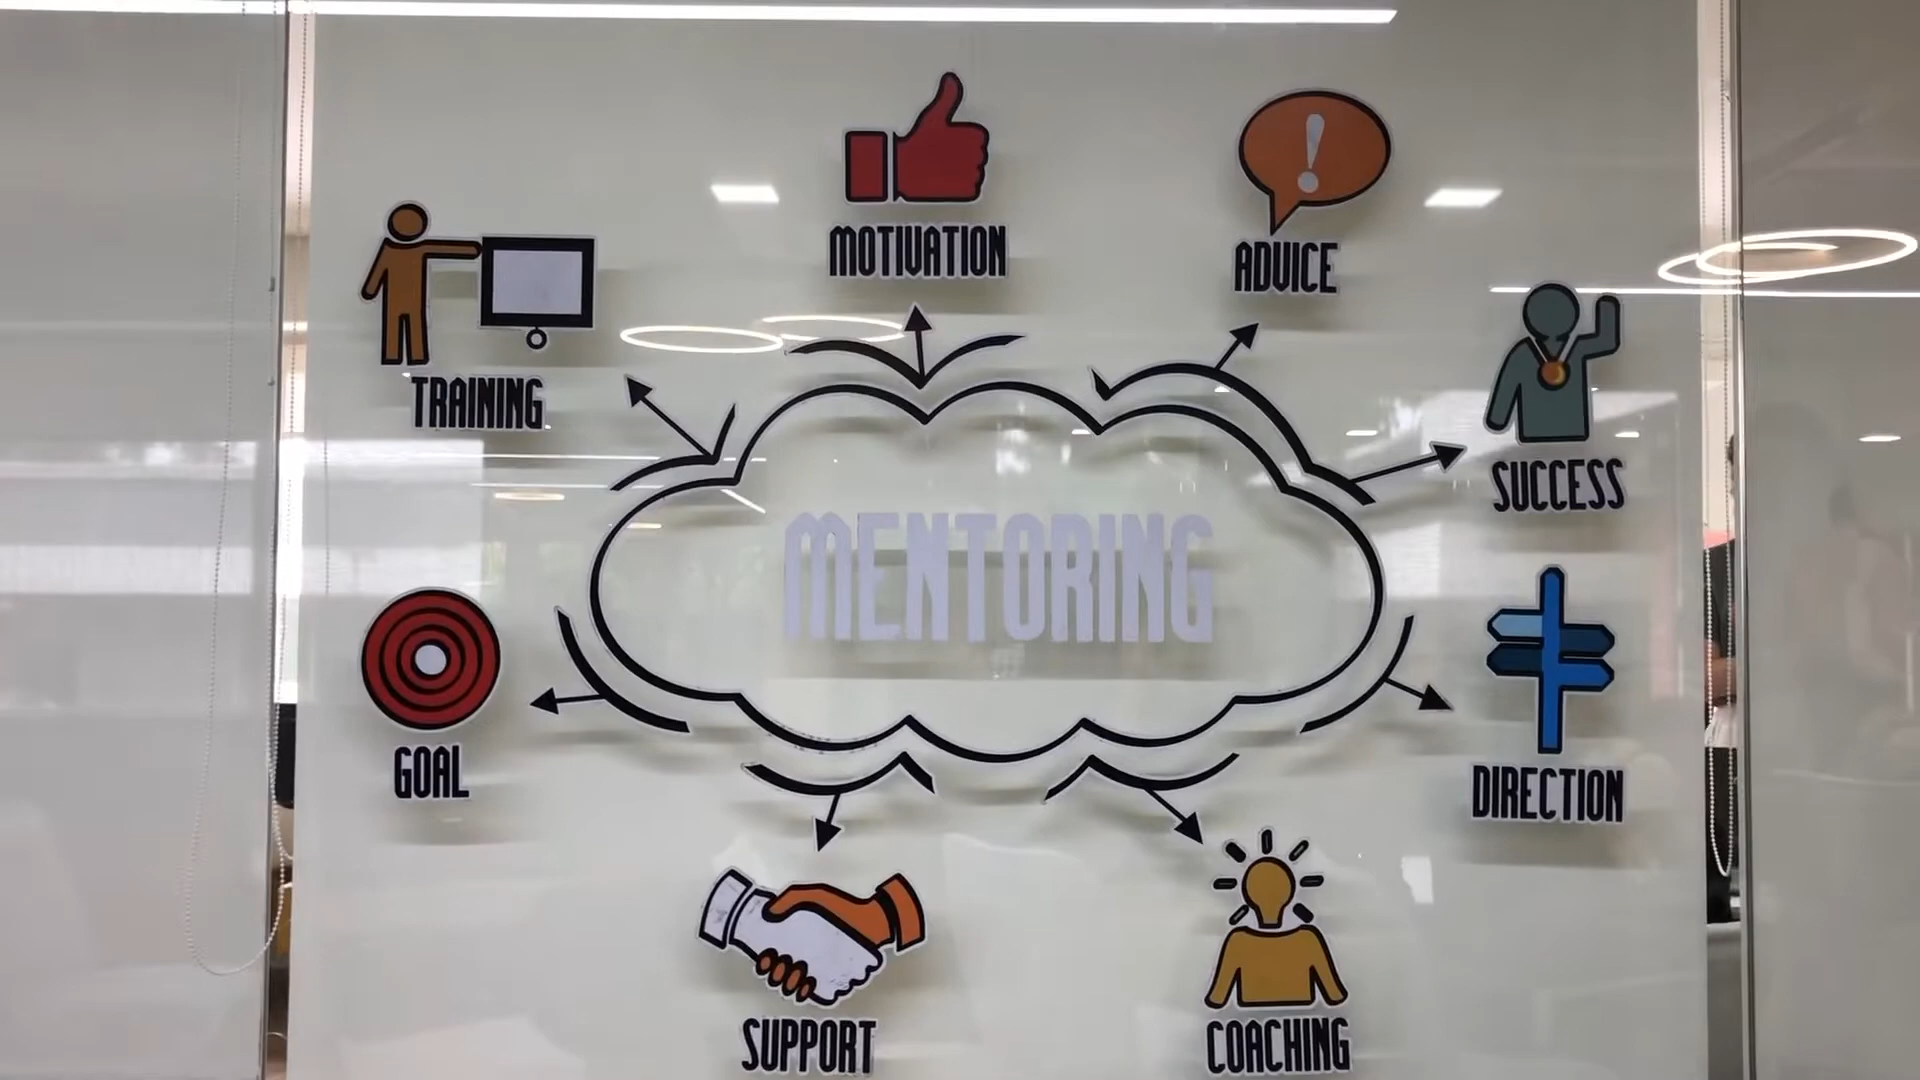 MOTIVATION
ADVICE
TRAINING
SUCCESS
MENTORING
GOAL
DIRECTION
SUPPORT
COACHING